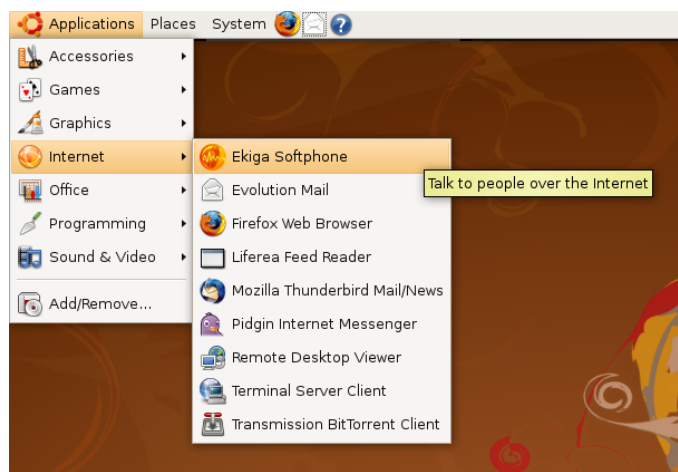 Applications Places System
Accessories
Games
Graphics
Internet
Office
Programming
Sound & Video
Add/Remove...
Ekiga Softphone
Evolution Mail
Firefox Web Browser
Liferea Feed Reader
Mozilla Thunderbird Mail/News
Pidgin Internet Messenger
Remote Desktop Viewer
Terminal Server Client
Transmission BitTorrent Client
Talk to people over the Internet